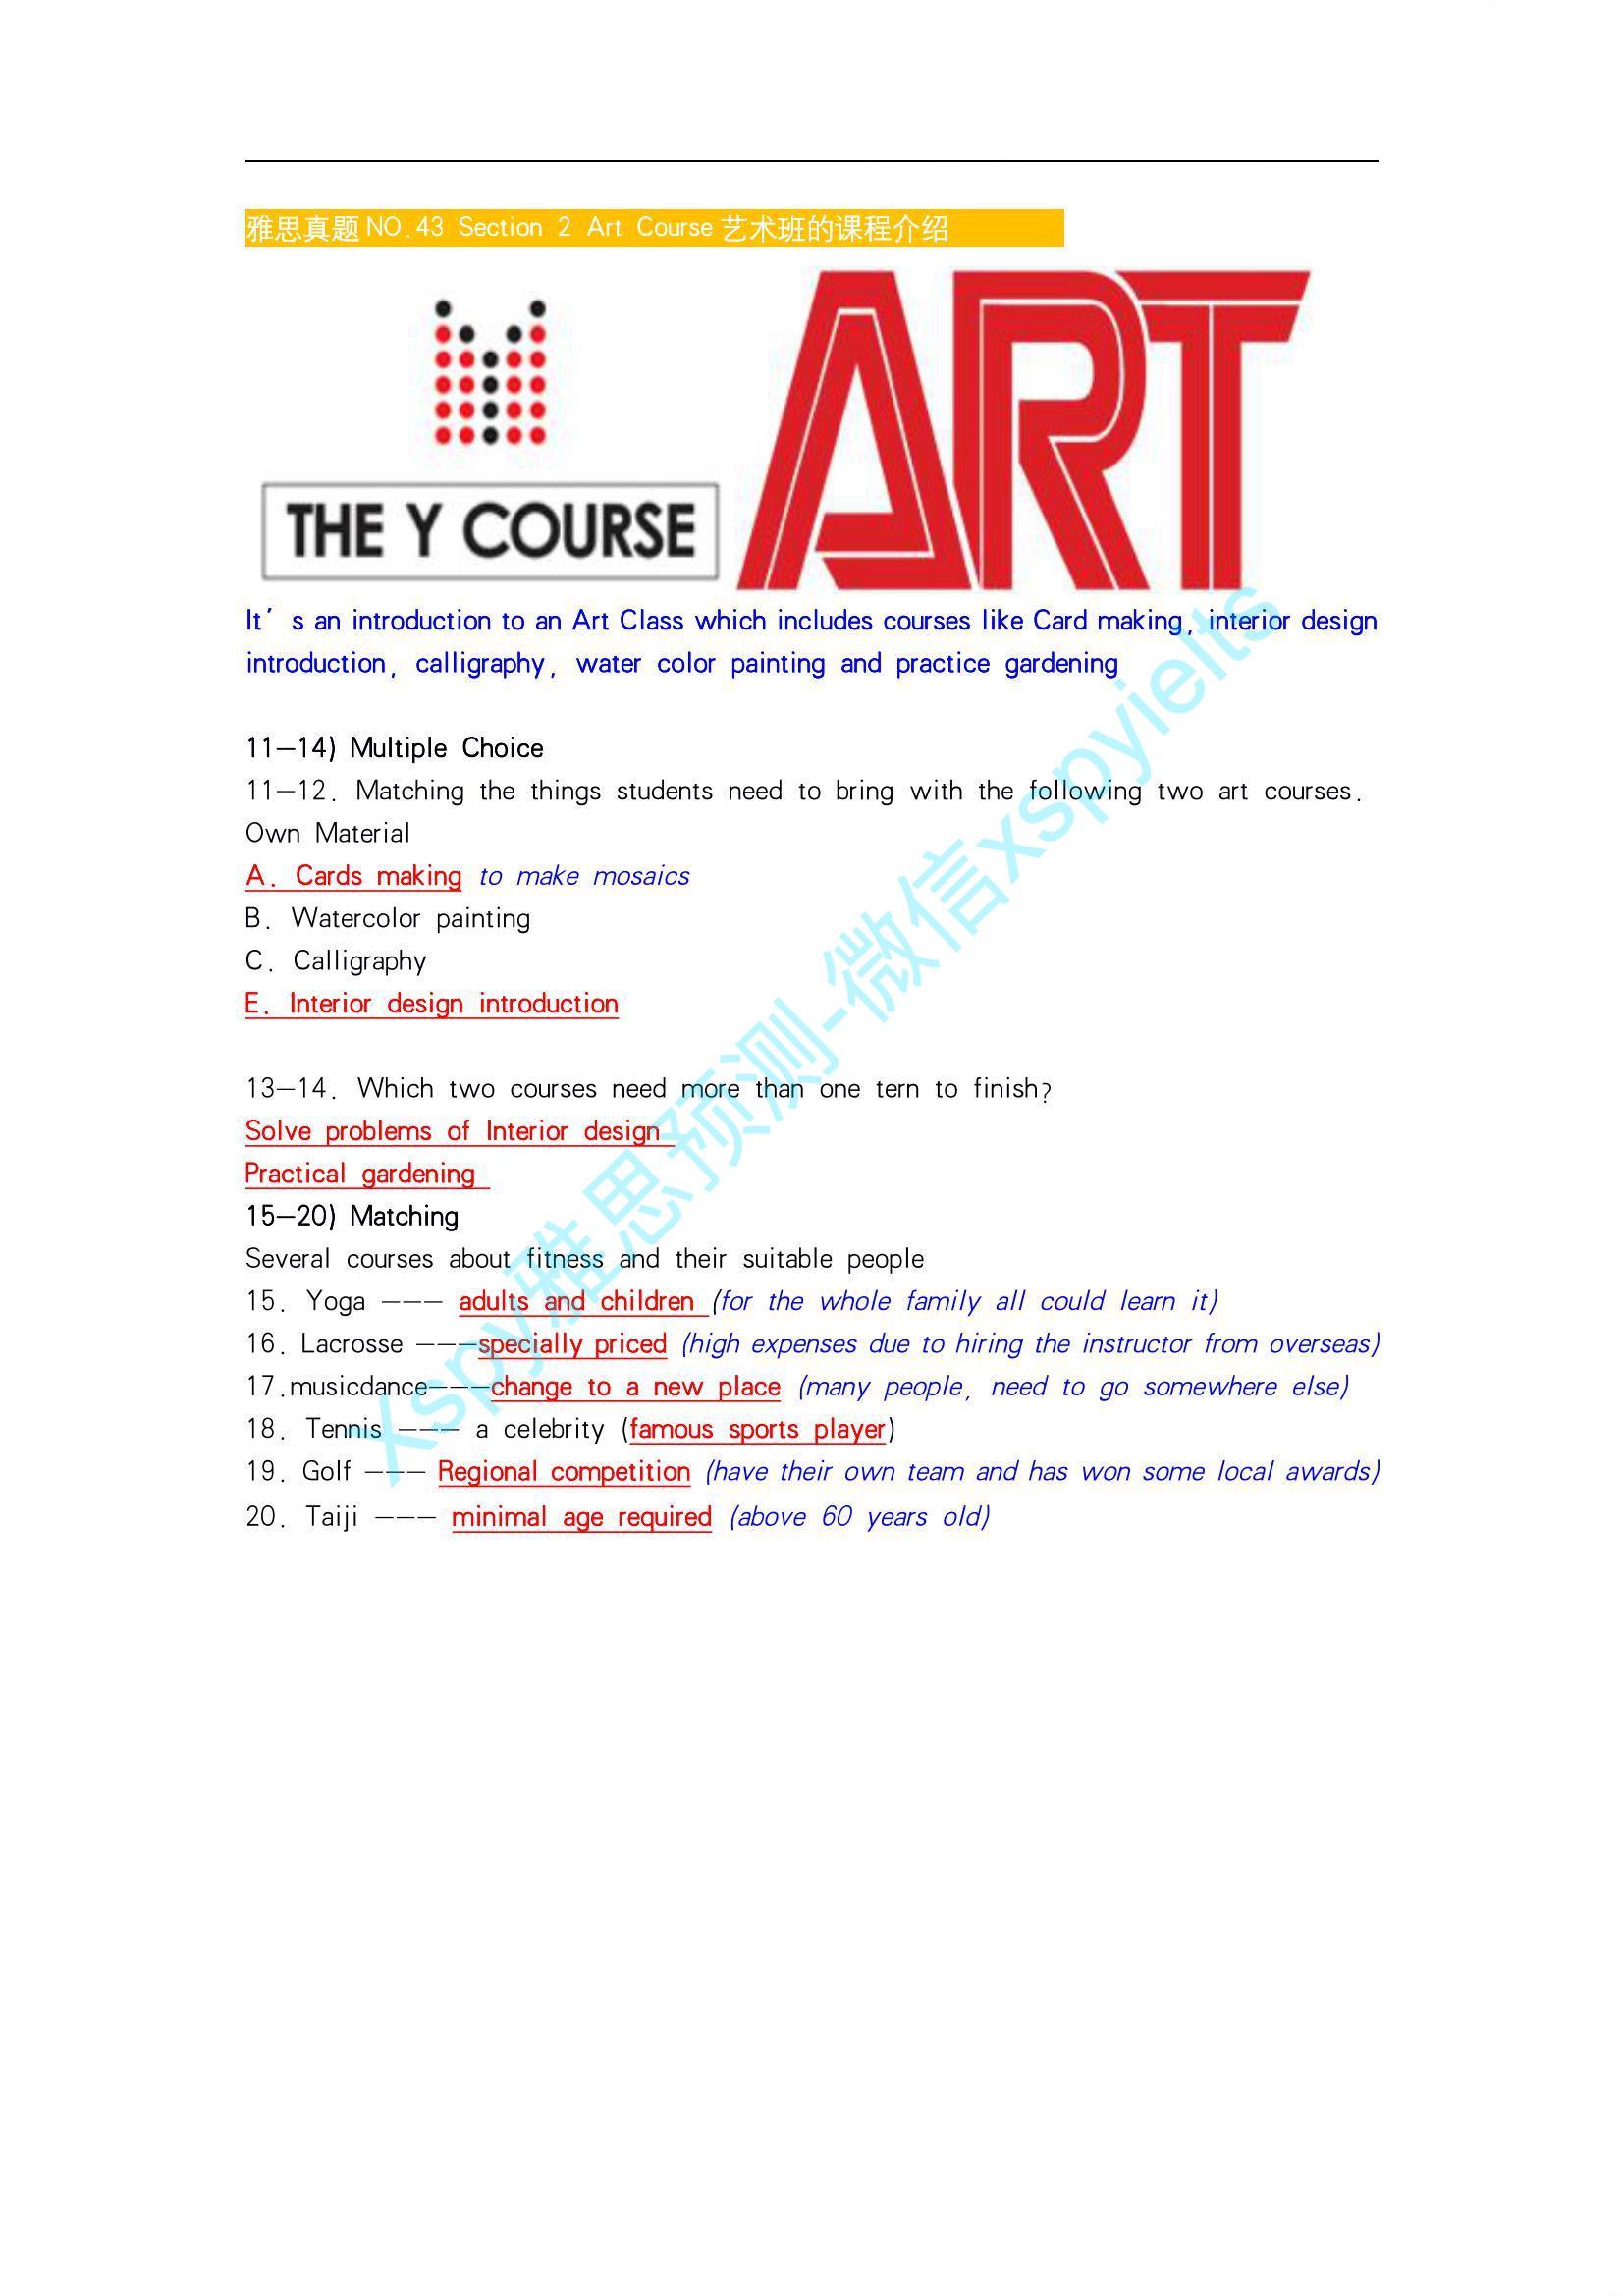 雅思真题 NO.43 Section 2 Art Course 艺术班的课程介绍
THE Y COURSE
ART
It′s an introduction to an Art Class which includes courses like Card making, interior design
introduction, calligraphy, water color painting and practice gardening
11—14) Multiple Choice
11—12. Matching the things students need to bring with the following two art courses.
Own Material
A. Cards making to make mosaics
B. Watercolor painting
C. Calligraphy
E. Interior design introduction
13—14. Which two courses need more than one tern to finish?
Solve problems of Interior design
Practical gardening
15—20) Matching
Several courses about fitness and their suitable people
15. Yoga ——— adults and children (for the whole family all could learn it)
16. Lacrosse ———specially priced (high expenses due to hiring the instructor from overseas)
17.musicdance———change to a new place (many people, need to go somewhere else)
18. Tennis ——— a celebrity (famous sports player)
19. Golf ——— Regional competition (have their own team and has won some local awards)
20. Taiji ——— minimal age required (above 60 years old)
xspy雅思预测-微信xspyielts